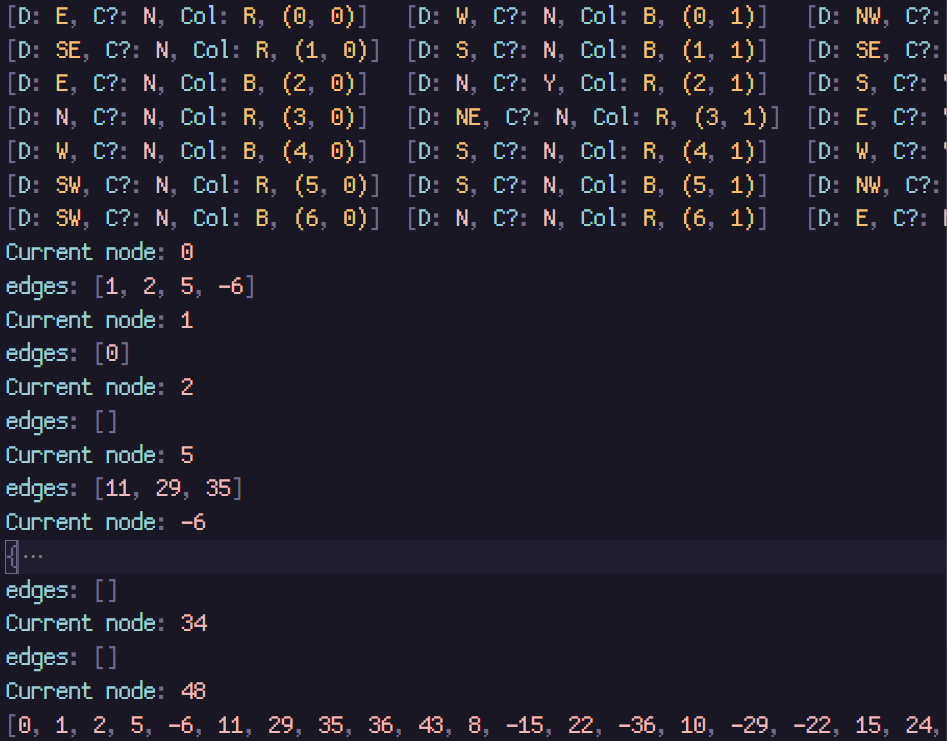 [D: E, C?: N, Col: R, (0, 0)] [D: W, C?: N, Col: B, (0, 1)] [D: NW, C?:
[D: SE, C?: N, Col: R, (1, 0)] [D: S, C?: N, Col: B, (1, 1)] [D: SE, C?:
[D: E, C?: N, Col: B, (2, 0)] [D: N, C?: Y, Col: R, (2, 1)] [D: S, C?:
[D: N, C?: N, Col: R, (3, 0)] [D: NE, C?: N, Col: R, (3, 1)] [D: E, C?:
[D: W, C?: N, Col: B, (4, 0)] [D: S, C?: N, Col: R, (4, 1)] [D: W, C?:
[D: SW, C?: N, Col: R, (5, 0)] [D: S, C?: N, Col: B, (5, 1)] [D: NW, C?:
[D: SW, C?: N, Col: B, (6, 0)] [D: N, C?: N, Col: R, (6, 1)] [D: E, C?:
Current node: 0
edges: [1, 2, 5, -6]
Current node: 1
edges: [0]
Current node: 2
edges: []
Current node: 5
edges: [11, 29, 35]
Current node: -6
{...
edges: []
Current node: 34
edges: []
Current node: 48
[0, 1, 2, 5, -6, 11, 29, 35, 36, 43, 8, -15, 22, -36, 10, -29, -22, 15, 24,